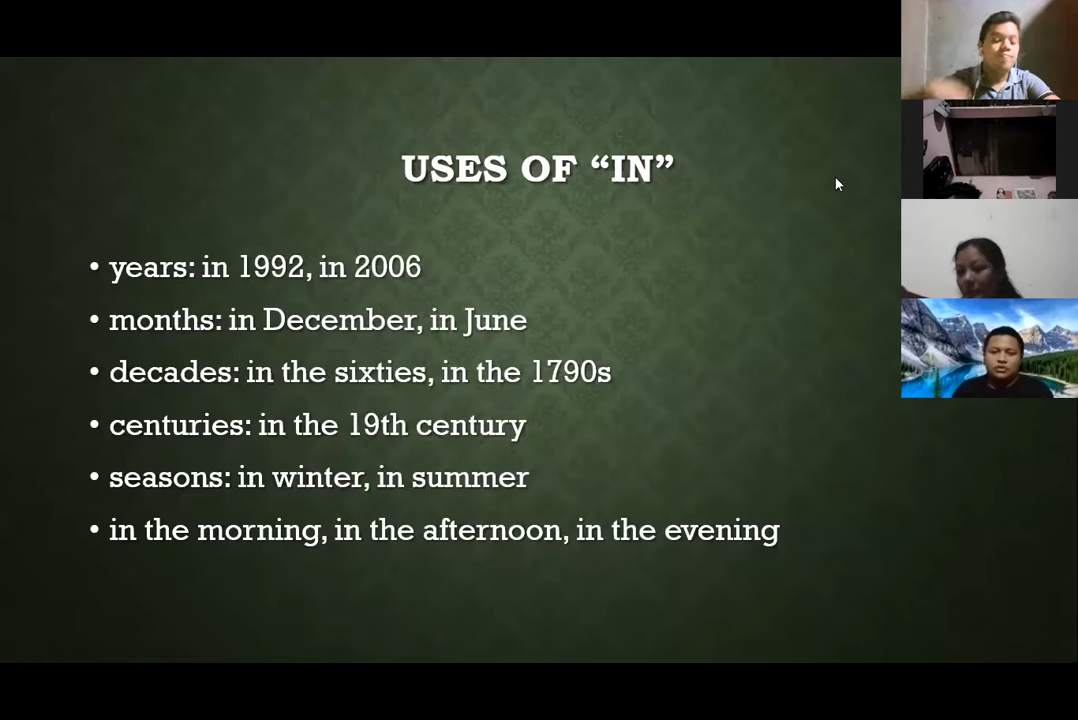 USES OF “IN”
• years: in 1992, in 2006
• months: in December, in June
• decades: in the sixties, in the 1790s
• centuries: in the 19th century
• seasons: in winter, in summer
• in the morning, in the afternoon, in the evening